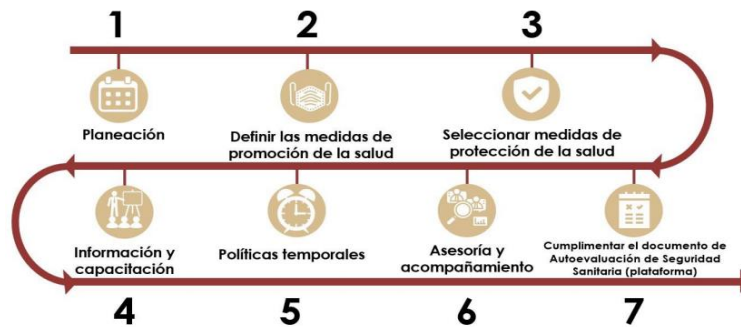 1
2
3
Planeación
Definir las medidas de
promoción de la salud
Seleccionar medidas de
protección de la salud
Información y
capacitación
Políticas temporales
Asesoría y
acompañamiento
Cumplimentar el documento de
Autoevaluación de Seguridad
Sanitaria (plataforma)
4
5
6
7